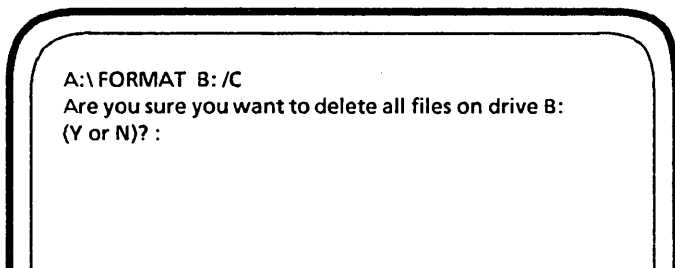 A:\ FORMAT B: /C
Are you sure you want to delete all files on drive B:
(Y or N)? :